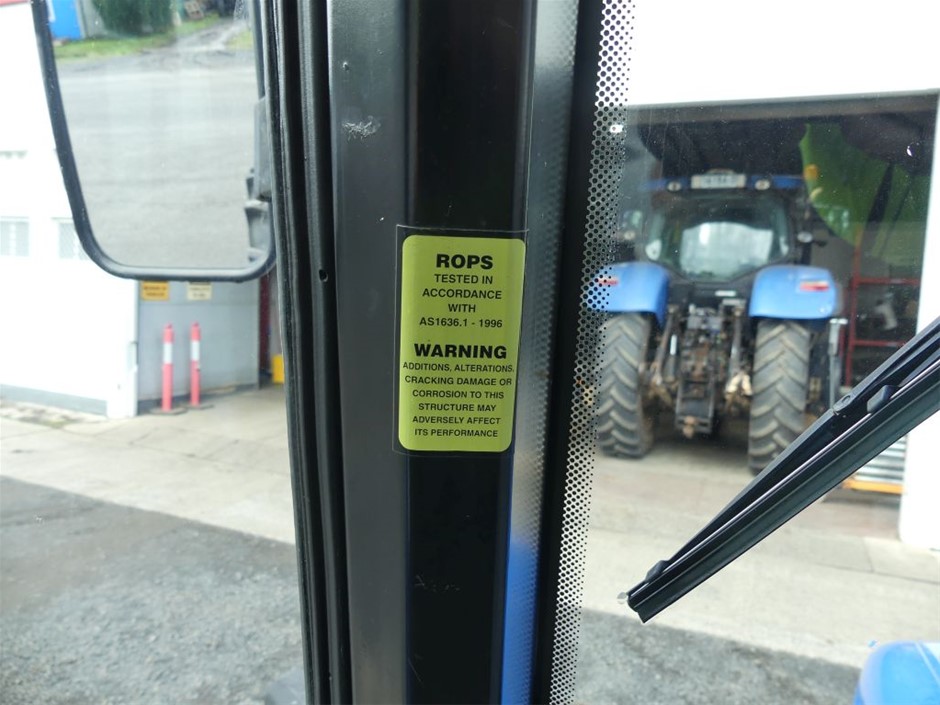 ROPS
TESTED IN
ACCORDANCE
WITH
AS1636.1 - 1996
WARNING
ADDITIONS, ALTERATIONS,
CRACKING DAMAGE OR
CORROSION TO THIS
STRUCTURE MAY
ADVERSELY AFFECT
ITS PERFORMANCE